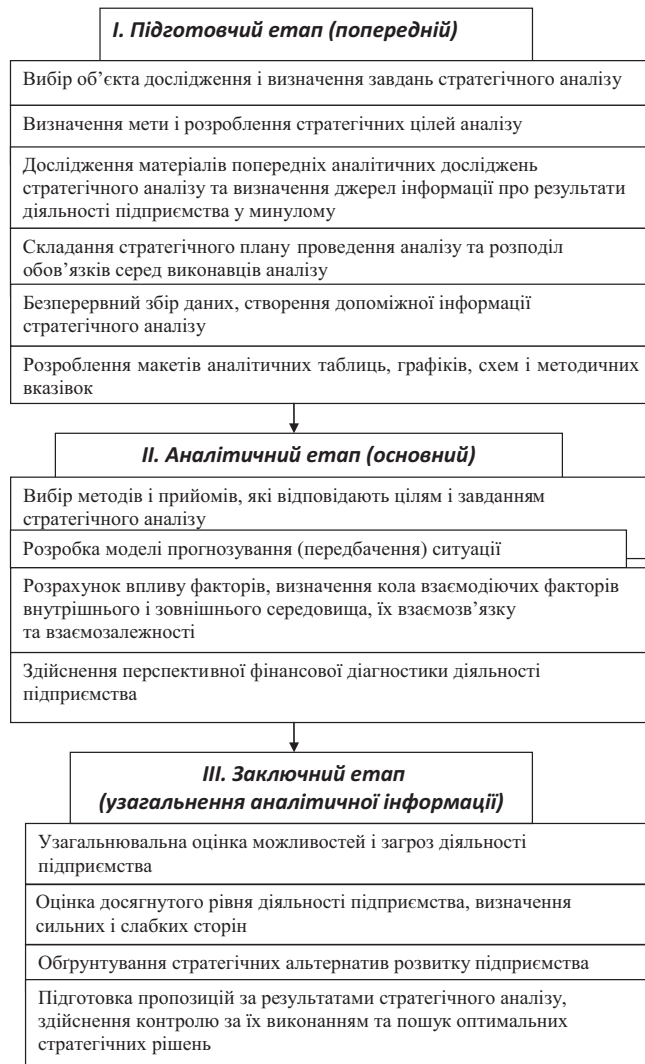 I. Підготовчий етап (попередній)
Вибір об’єкта дослідження і визначення завдань стратегічного аналізу
Визначення мети і розроблення стратегічних цілей аналізу
Дослідження матеріалів попередніх аналітичних досліджень
стратегічного аналізу та визначення джерел інформації про результати
діяльності підприємства у минулому
Складання стратегічного плану проведення аналізу та розподіл
обов’язків серед виконавців аналізу
Безперервний збір даних, створення допоміжної інформації
стратегічного аналізу
Розроблення макетів аналітичних таблиць, графіків, схем і методичних
вказівок
II. Аналітичний етап (основний)
Вибір методів і прийомів, які відповідають цілям і завданням
стратегічного аналізу
Розробка моделі прогнозування (передбачення) ситуації
Розрахунок впливу факторів, визначення кола взаємодіючих факторів
внутрішнього і зовнішнього середовища, їх взаємозв’язку
та взаємозалежності
Здійснення перспективної фінансової діагностики діяльності
підприємства
III. Заключний етап
(узагальнення аналітичної інформації)
Узагальнювальна оцінка можливостей і загроз діяльності
підприємства
Оцінка досягнутого рівня діяльності підприємства, визначення
сильних і слабких сторін
Обґрунтування стратегічних альтернатив розвитку підприємства
Підготовка пропозицій за результатами стратегічного аналізу,
здійснення контролю за їх виконанням та пошук оптимальних
стратегічних рішень